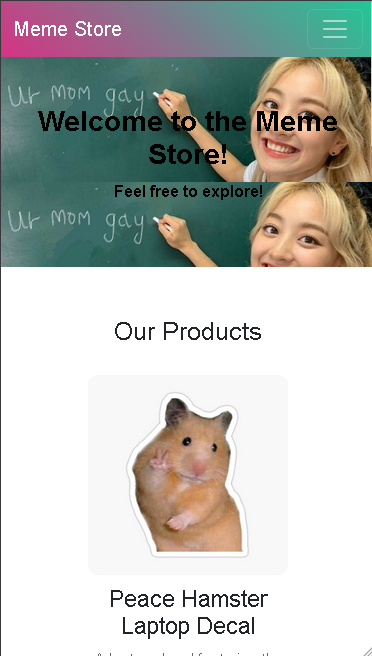 Meme Store
ur mom gay
Welcome to the Meme
Store!
Feel free to explore!
ur mom gay
Our Products
Peace Hamster
Laptop Decal